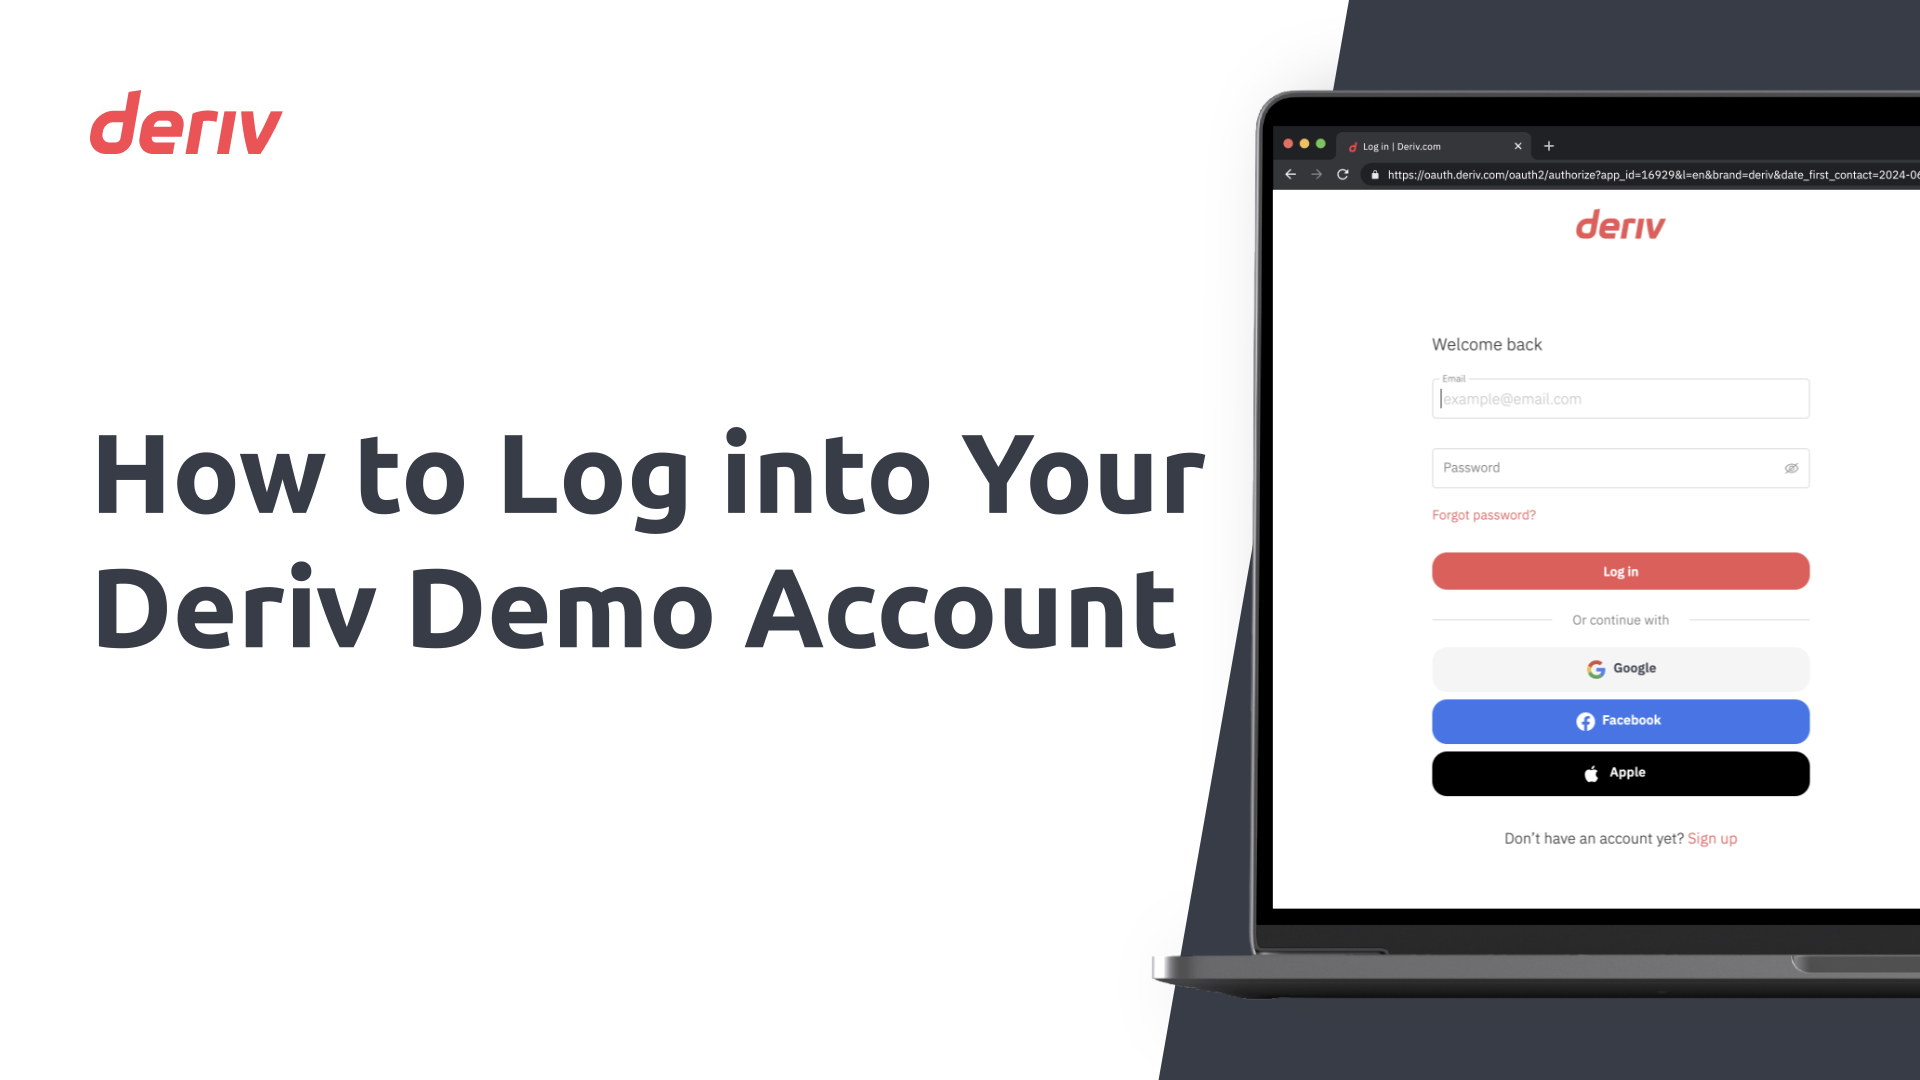 deriv
How to Log into Your
Deriv Demo Account
Log in | Deriv.com
https://oauth.deriv.com/oauth2/authorize?app_id=16929&l=en&brand=deriv&date_first_contact=2024-06
deriv
Welcome back
Email
example@email.com
Password
Forgot password?
Log in
Or continue with
Google
Facebook
Apple
Don't have an account yet? Sign up